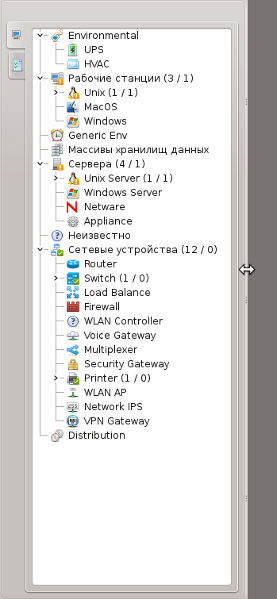 Environmental
UPS
HVAC
Рабочие станции (3 / 1)
Unix (1 / 1)
MacOS
Windows
Generic Env
Массивы хранилищ данных
Сервера (4 / 1)
Unix Server (1 / 1)
Windows Server
Netware
Appliance
Неизвестно
Сетевые устройства (12 / 0)
Router
Switch (1 / 0)
Load Balance
Firewall
WLAN Controller
Voice Gateway
Multiplexer
Security Gateway
Printer (1 / 0)
WLAN AP
Network IPS
VPN Gateway
Distribution